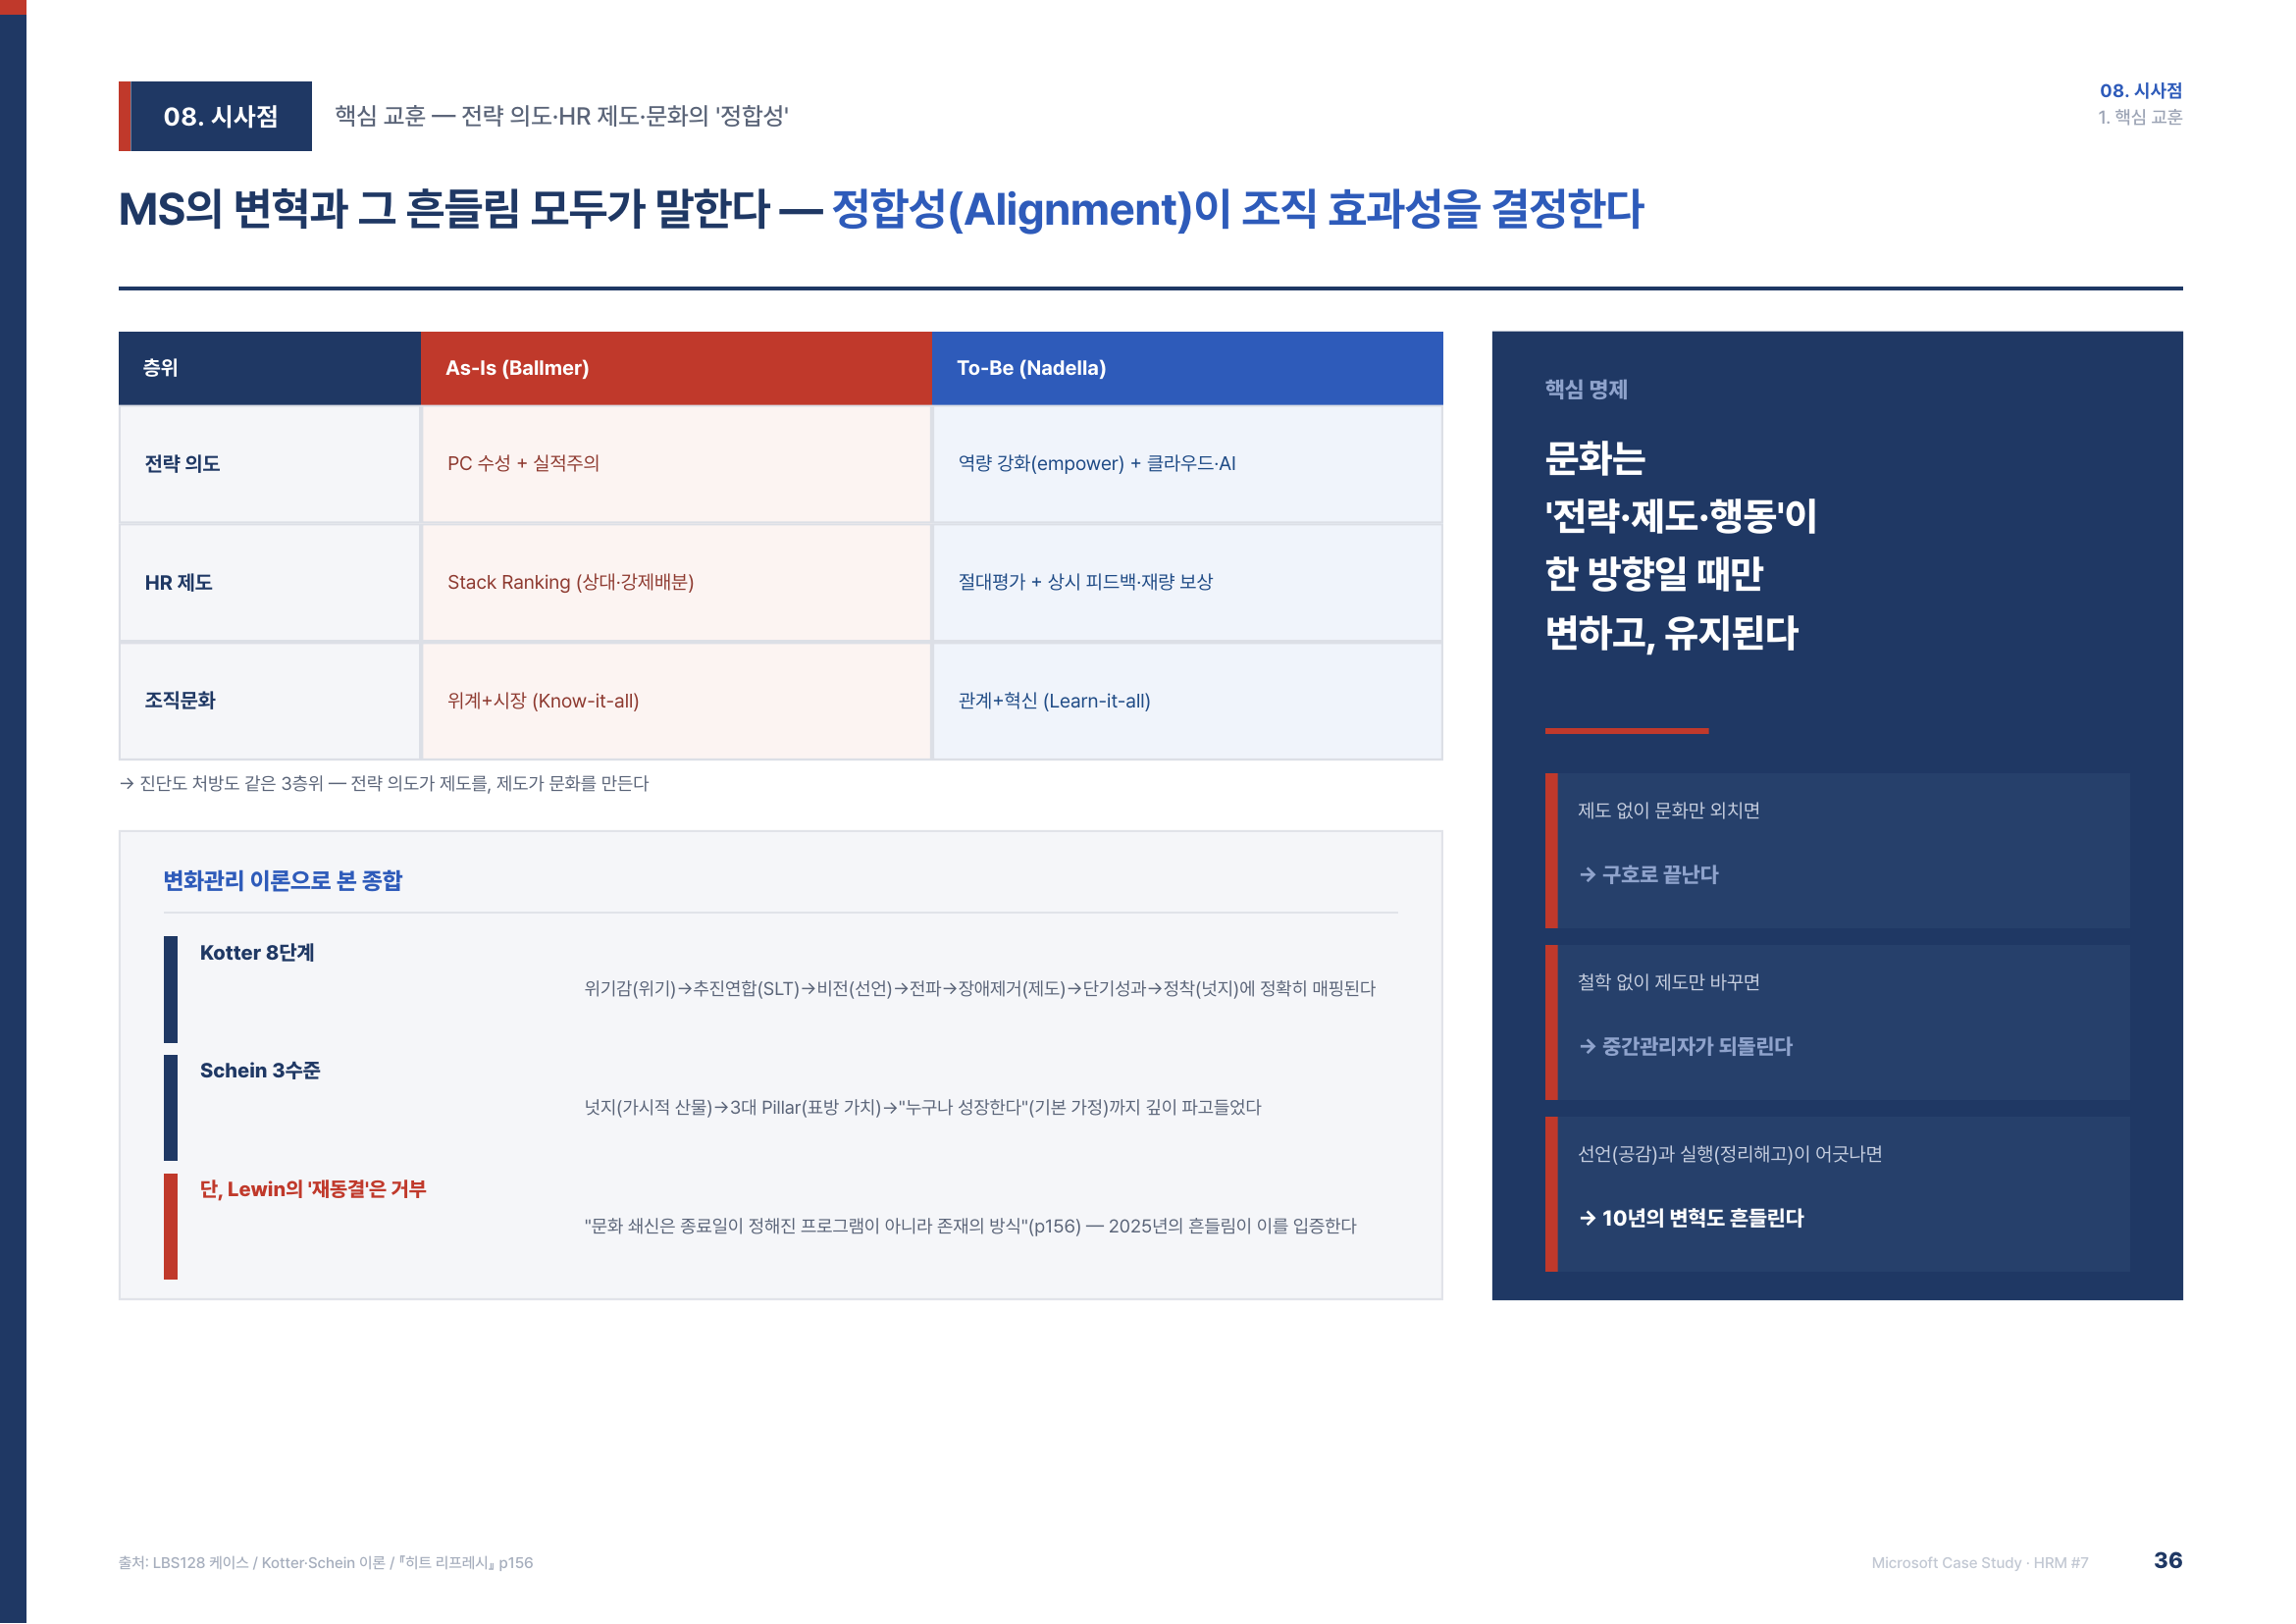 08. 시사점
핵심 교훈 — 전략 의도·HR 제도·문화의 '정합성'
08. 시사점
1. 핵심 교훈
MS의 변혁과 그 흔들림 모두가 말한다 — 정합성(Alignment)이 조직 효과성을 결정한다
층위
As-Is (Ballmer)
To-Be (Nadella)
전략 의도
PC 수성 + 실적주의
역량 강화(empower) + 클라우드·AI
HR 제도
Stack Ranking (상대·강제배분)
절대평가 + 상시 피드백·재량 보상
조직문화
위계+시장 (Know-it-all)
관계+혁신 (Learn-it-all)
→ 진단도 처방도 같은 3층위 — 전략 의도가 제도를, 제도가 문화를 만든다
변화관리 이론으로 본 종합
Kotter 8단계
위기감(위기)→추진연합(SLT)→비전(선언)→전파→장애제거(제도)→단기성과→정착(넛지)에 정확히 매핑된다
Schein 3수준
넛지(가시적 산물)→3대 Pillar(표방 가치)→"누구나 성장한다"(기본 가정)까지 깊이 파고들었다
단, Lewin의 '재동결'은 거부
"문화 쇄신은 종료일이 정해진 프로그램이 아니라 존재의 방식"(p156) — 2025년의 흔들림이 이를 입증한다
핵심 명제
문화는
'전략·제도·행동'이
한 방향일 때만
변하고, 유지된다
제도 없이 문화만 외치면
→ 구호로 끝난다
철학 없이 제도만 바꾸면
→ 중간관리자가 되돌린다
선언(공감)과 실행(정리해고)이 어긋나면
→ 10년의 변혁도 흔들린다
출처: LBS128 케이스 / Kotter·Schein 이론 / 『히트 리프레시』 p156
Microsoft Case Study · HRM #7
36